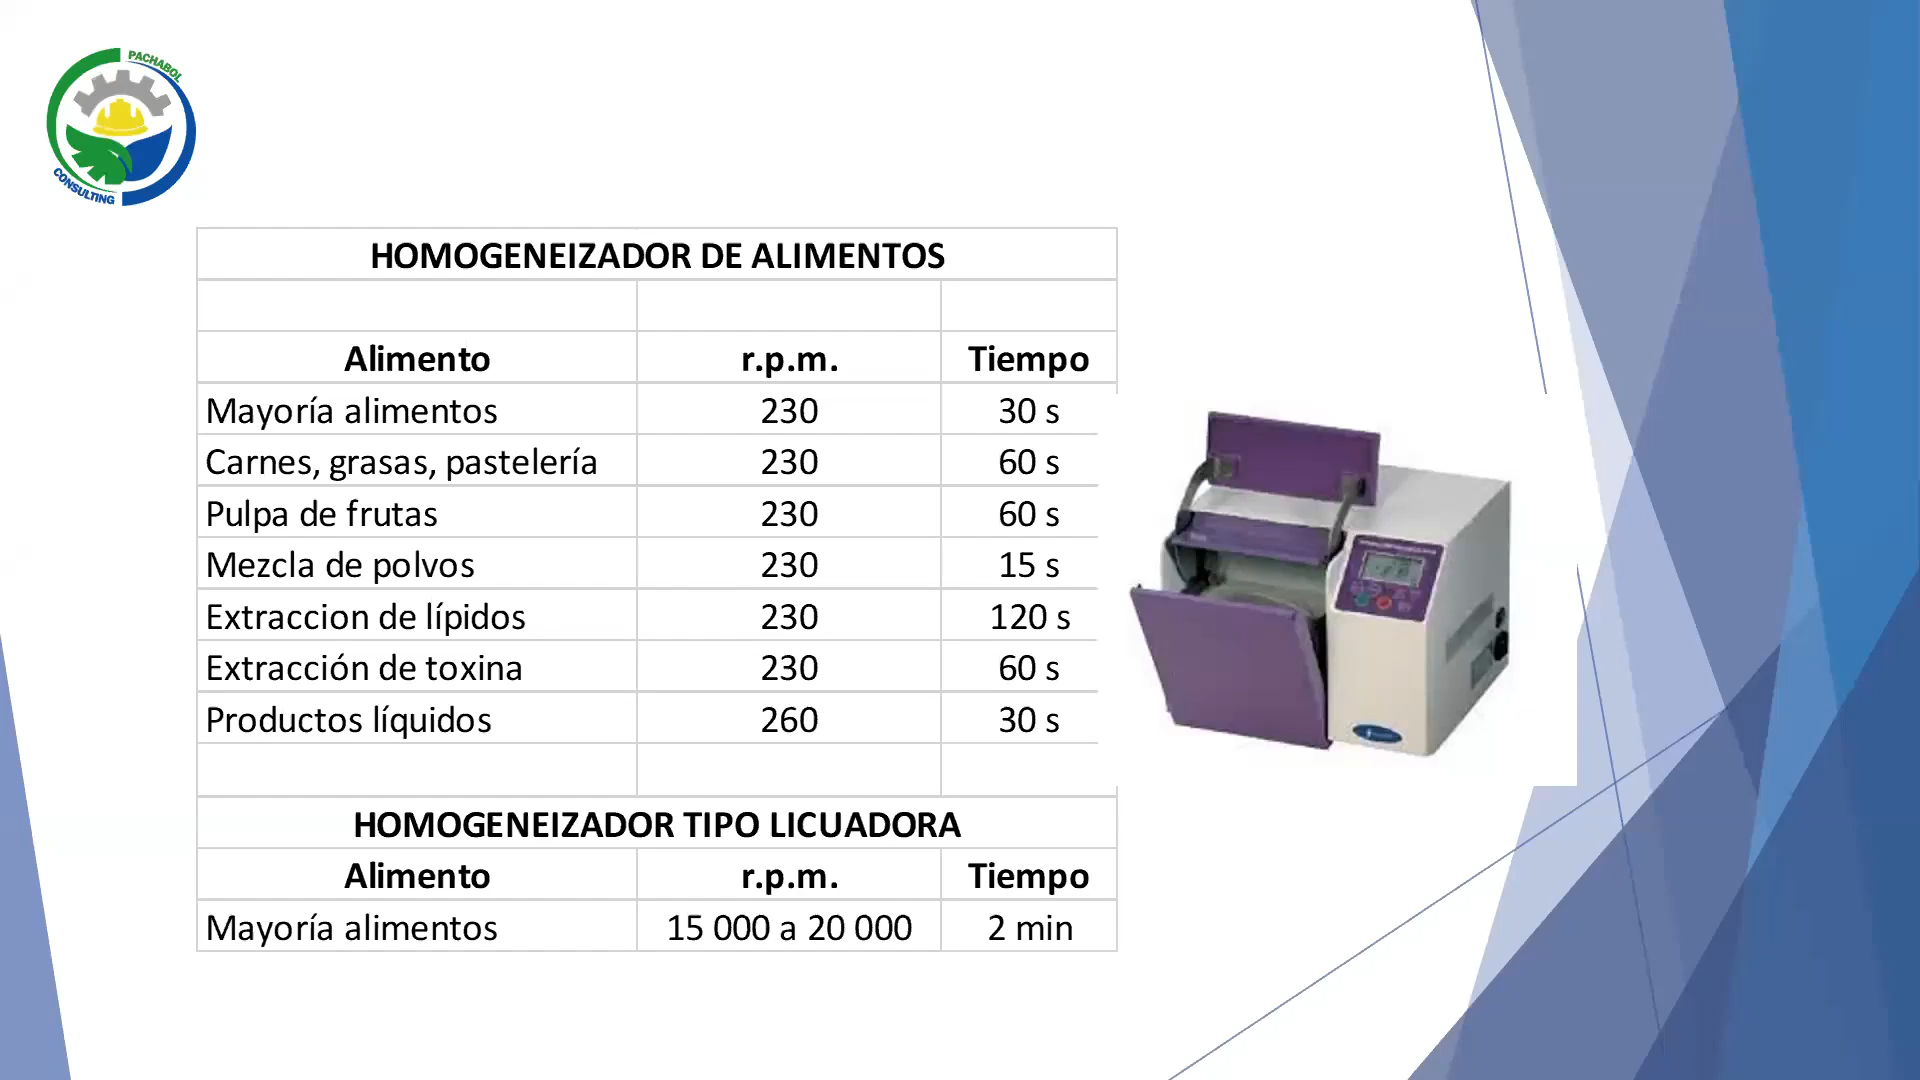 PACHABOL
CONSULTING
HOMOGENEIZADOR DE ALIMENTOS
Alimento r.p.m. Tiempo
Mayoría alimentos 230 30 s
Carnes, grasas, pastelería 230 60 s
Pulpa de frutas 230 60 s
Mezcla de polvos 230 15 s
Extraccion de lípidos 230 120 s
Extracción de toxina 230 60 s
Productos líquidos 260 30 s
HOMOGENEIZADOR TIPO LICUADORA
Alimento r.p.m. Tiempo
Mayoría alimentos 15 000 a 20 000 2 min